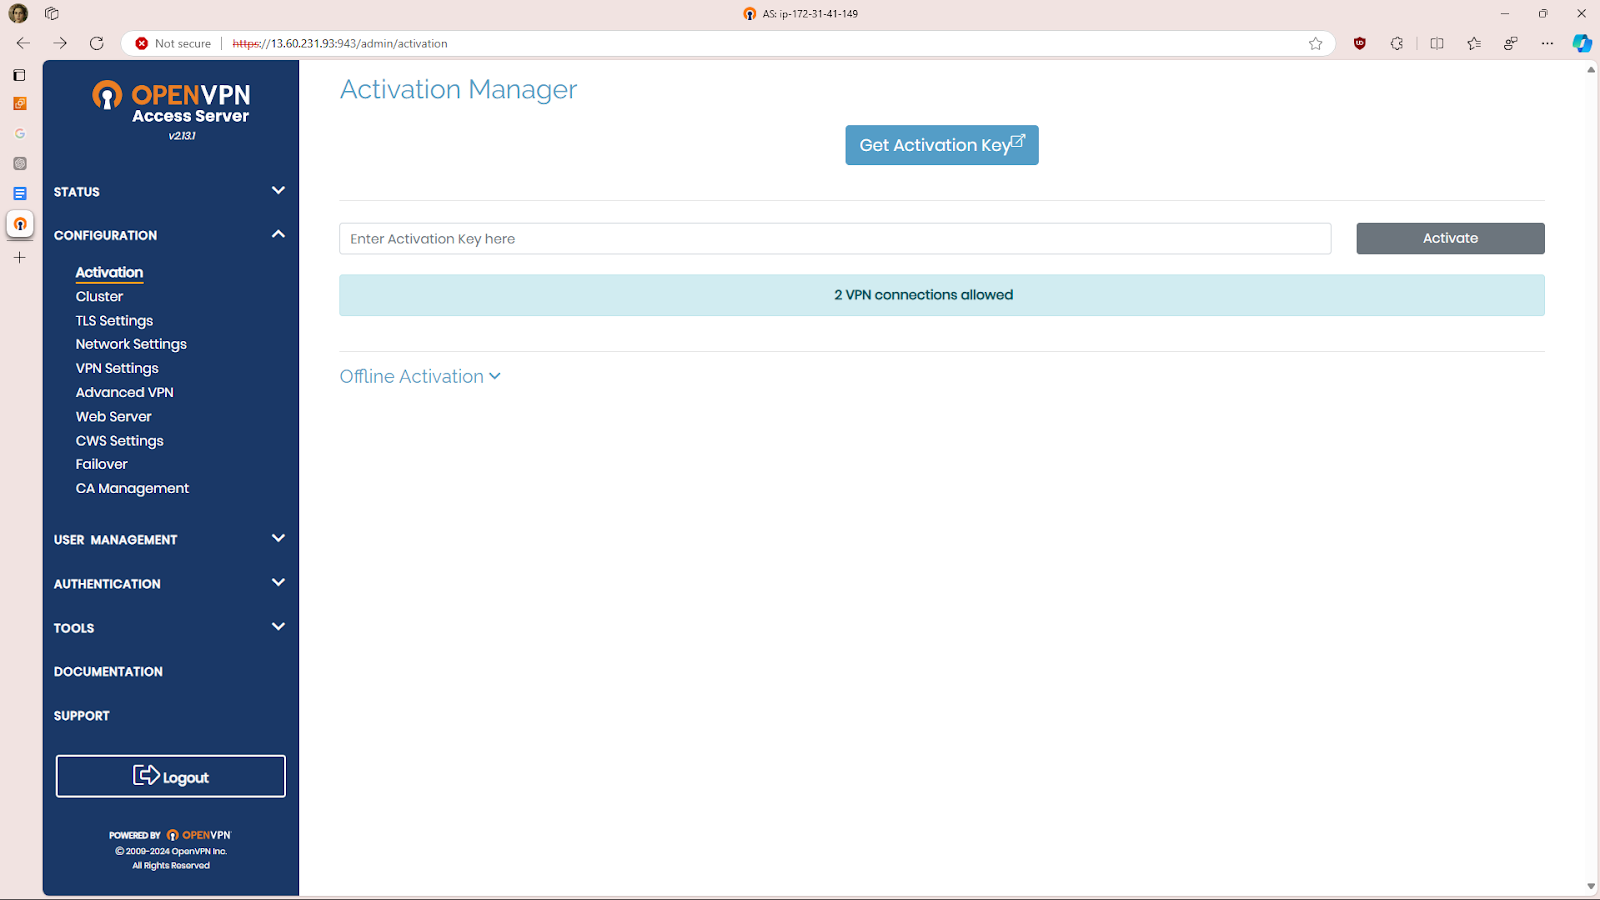 AS: ip-172-31-41-149
Not secure
https://13.60.231.93:943/admin/activation
OPENVPN
Access Server
v2.13.1
STATUS
CONFIGURATION
Activation
Cluster
TLS Settings
Network Settings
VPN Settings
Advanced VPN
Web Server
CWS Settings
Failover
CA Management
USER MANAGEMENT
AUTHENTICATION
TOOLS
DOCUMENTATION
SUPPORT
Logout
POWERED BY OPENVPN
© 2009-2024 OpenVPN Inc.
All Rights Reserved
Activation Manager
Get Activation Key
Enter Activation Key here
Activate
2 VPN connections allowed
Offline Activation